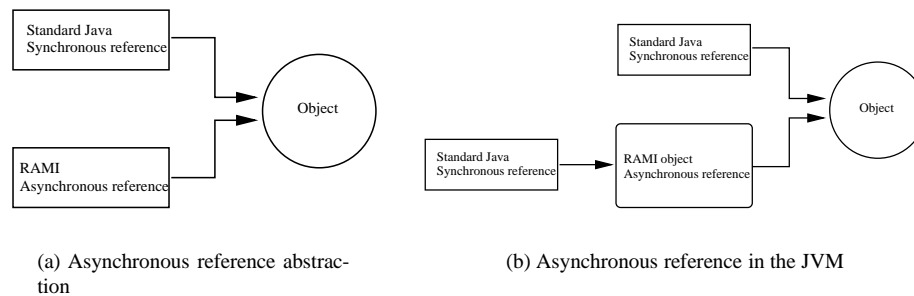 Standard Java
Synchronous reference
Object
RAMI
Asynchronous reference
(a) Asynchronous reference abstrac-
tion
Standard Java
Synchronous reference
Object
Standard Java
Synchronous reference
RAMI object
Asynchronous reference
(b) Asynchronous reference in the JVM